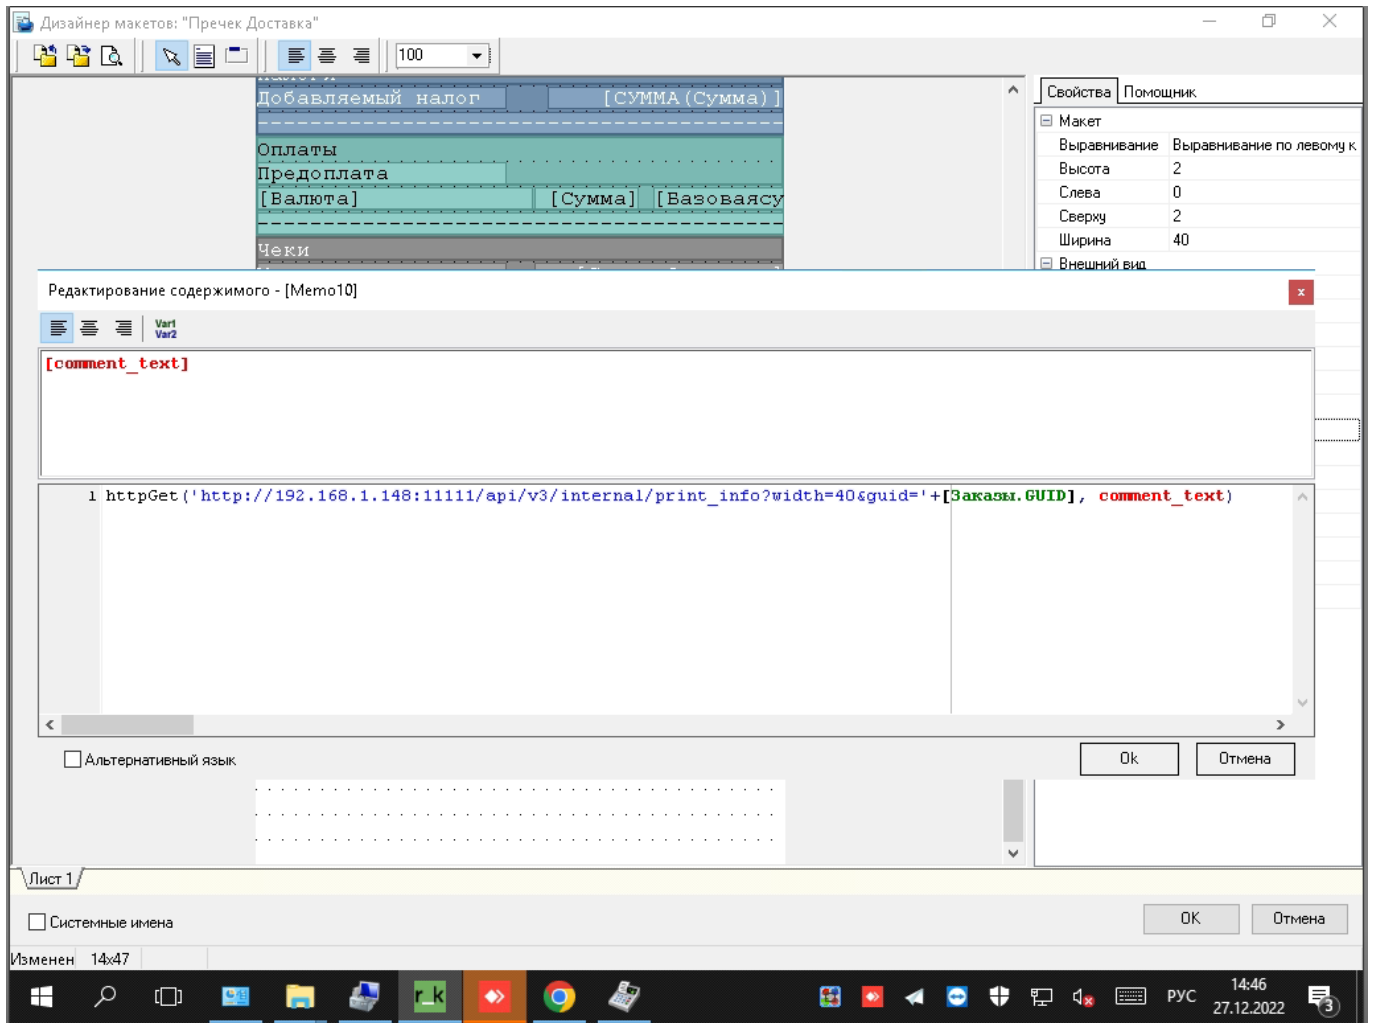 Дизайнер макетов: "Пречек Доставка"
100
Добавляемый налог [СУММА(Сумма)]
Оплаты
Предоплата
[Валюта] [Сумма] [Базоваясу
Чеки
Свойства Помощник
Макет
Выравнивание Выравнивание по левому к
Высота 2
Слева 0
Сверху 2
Ширина 40
Внешний вид
Редактирование содержимого - [Memo10]
Var1
Var2
[comment_text]
1 httpGet('http://192.168.1.148:11111/api/v3/internal/print_info?width=40&guid='+[Заказы.GUID], comment_text)
Альтернативный язык
Ok Отмена
Лист 1
Системные имена
OK Отмена
Изменен 14x47
r_k
РУС
14:46
27.12.2022
3